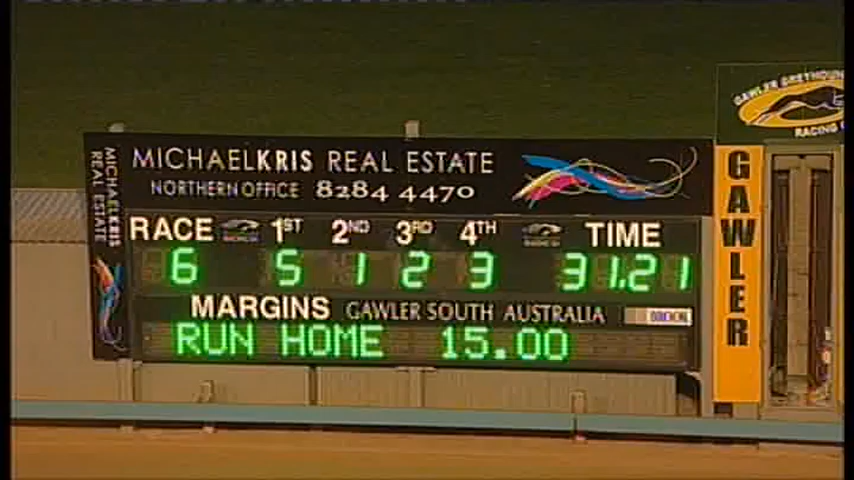 GAWLER GREYHOUND
RACING
MICHAELKRIS REAL ESTATE
MICHAELKRIS REAL ESTATE
NORTHERN OFFICE 8284 4470
RACE 1ST 2ND 3RD 4TH TIME
6 5 1 2 3 31.21
MARGINS GAWLER SOUTH AUSTRALIA
RUN HOME 15.00
GAWLER